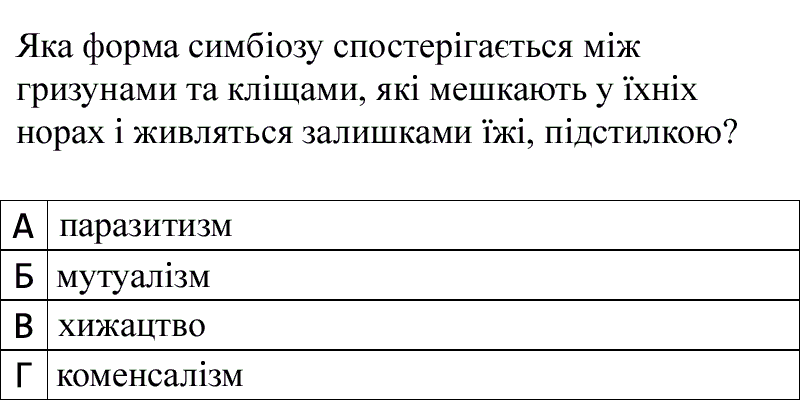 Яка форма симбіозу спостерігається між
гризунами та кліщами, які мешкають у їхніх
норах і живляться залишками їжі, підстилкою?
А паразитизм
Б мутуалізм
В хижацтво
Г коменсалізм